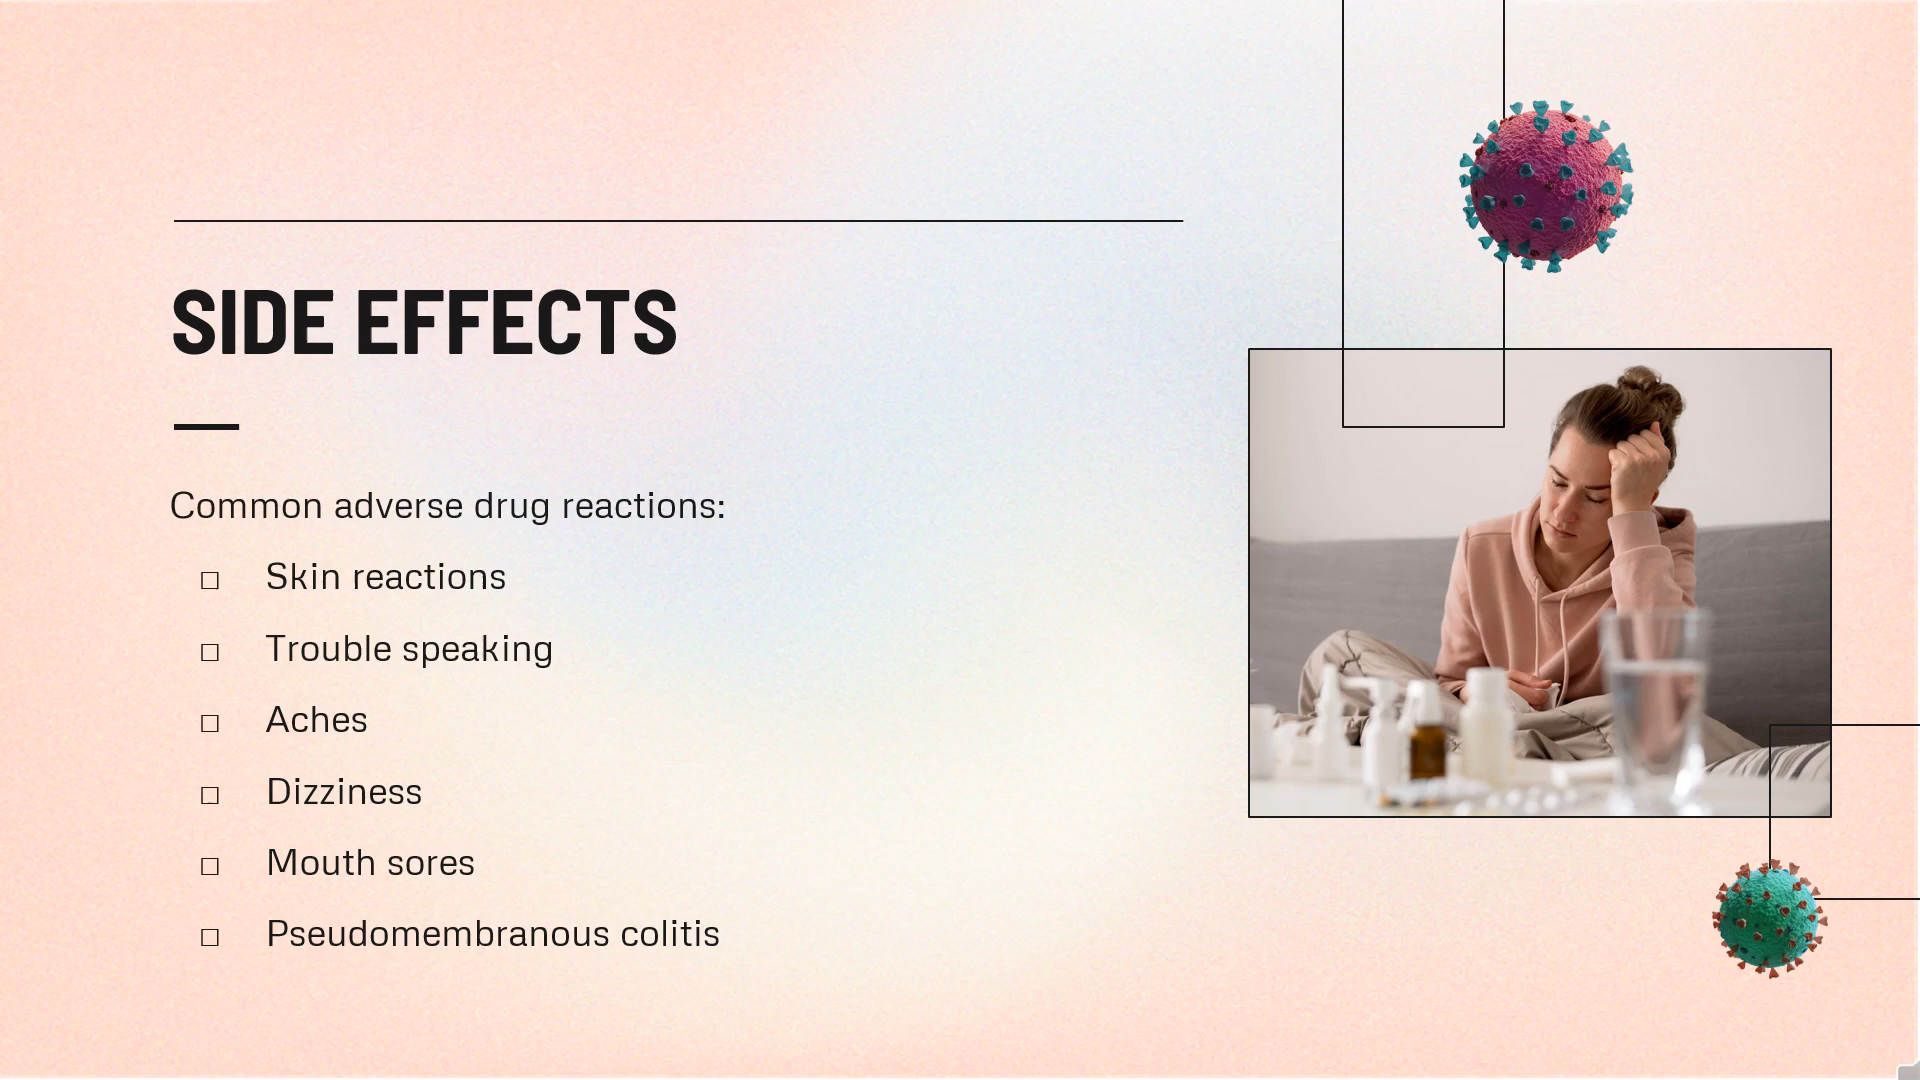 SIDE EFFECTS
Common adverse drug reactions:
□ Skin reactions
□ Trouble speaking
□ Aches
□ Dizziness
□ Mouth sores
□ Pseudomembranous colitis